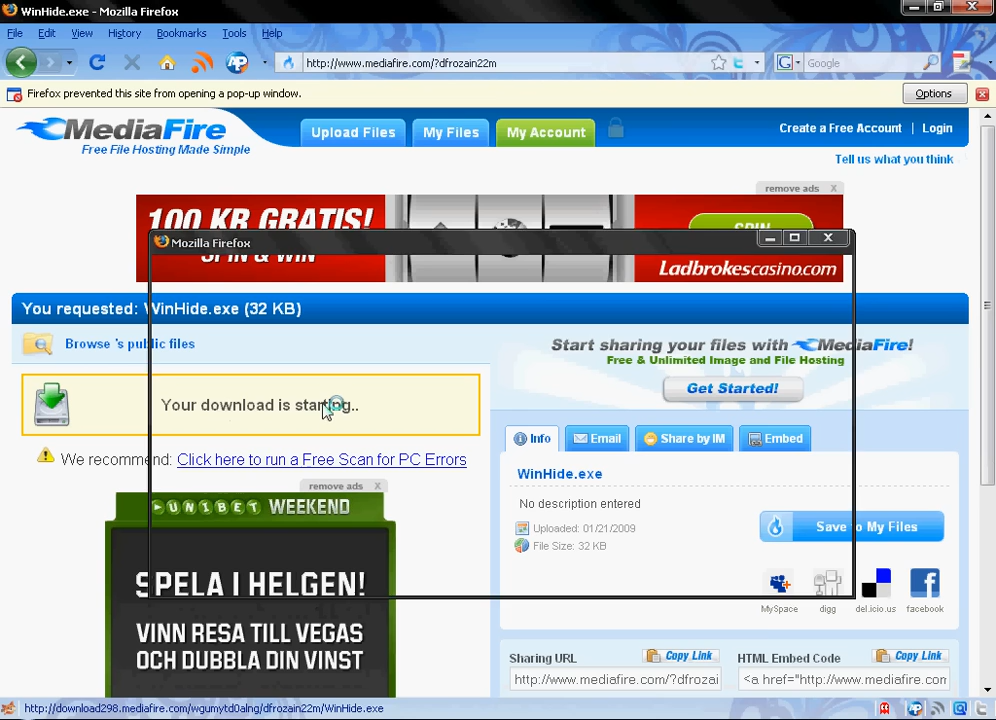 WinHide.exe - Mozilla Firefox
File Edit View History Bookmarks Tools Help
http://www.mediafire.com/?dfrozain22m
Google
Firefox prevented this site from opening a pop-up window.
Options
MediaFire
Free File Hosting Made Simple
Upload Files
My Files
My Account
Create a Free Account | Login
Tell us what you think
remove ads X
100 KR GRATIS!
SPIN & WIN
SPIN
Ladbrokescasino.com
Mozilla Firefox
You requested: WinHide.exe (32 KB)
Browse 's public files
Your download is starting..
We recommend: Click here to run a Free Scan for PC Errors
remove ads X
UNIBET WEEKEND
SPELA I HELGEN!
VINN RESA TILL VEGAS
OCH DUBBLA DIN VINST
Start sharing your files with MediaFire!
Free & Unlimited Image and File Hosting
Get Started!
Info
Email
Share by IM
Embed
WinHide.exe
No description entered
Uploaded: 01/21/2009
File Size: 32 KB
Save to My Files
MySpace
digg
del.icio.us
facebook
Sharing URL
Copy Link
http://www.mediafire.com/?dfrozai
HTML Embed Code
Copy Link
<a href="http://www.mediafire.com
http://download298.mediafire.com/wgumytd0alng/dfrozain22m/WinHide.exe